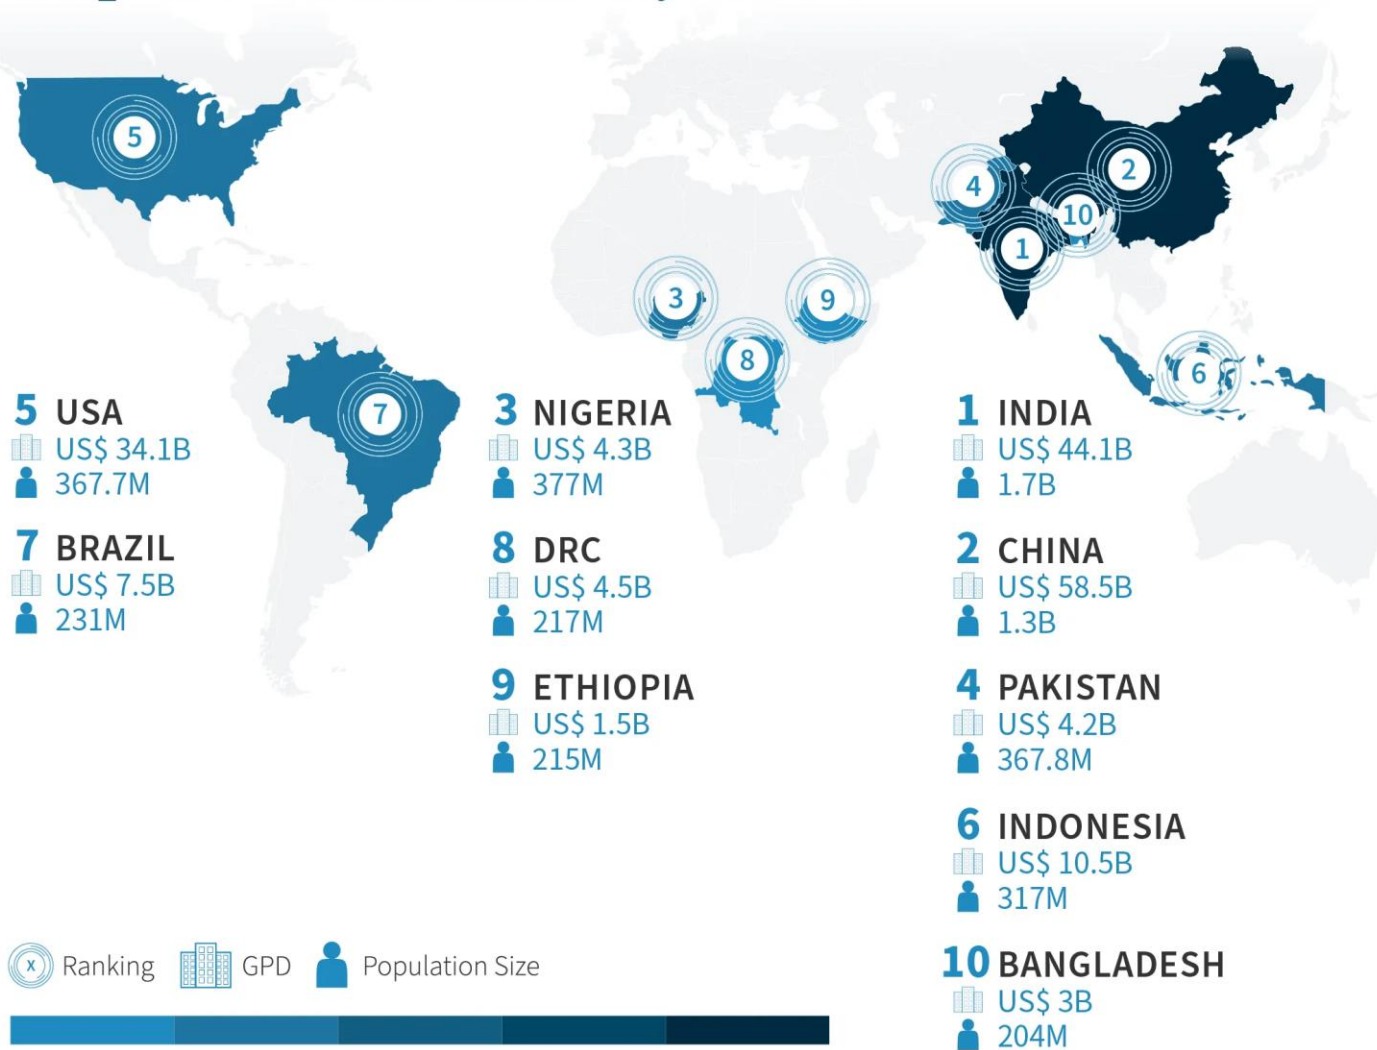 5
2
4
10
1
3
9
8
6
7
5 USA
US$ 34.1B
367.7M
7 BRAZIL
US$ 7.5B
231M
3 NIGERIA
US$ 4.3B
377M
8 DRC
US$ 4.5B
217M
9 ETHIOPIA
US$ 1.5B
215M
1 INDIA
US$ 44.1B
1.7B
2 CHINA
US$ 58.5B
1.3B
4 PAKISTAN
US$ 4.2B
367.8M
6 INDONESIA
US$ 10.5B
317M
10 BANGLADESH
US$ 3B
204M
X Ranking GPD Population Size